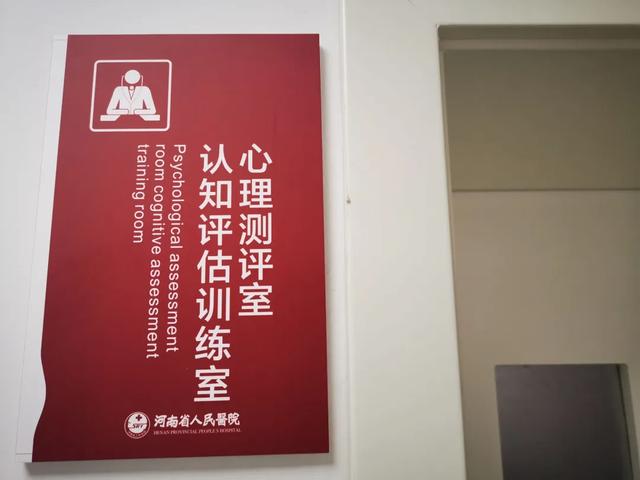 心理测评室
认知评估训练室
Psychological assessment
room cognitive assessment
training room
河南省人民醫院
HENAN PROVINCIAL PEOPLE'S HOSPITAL